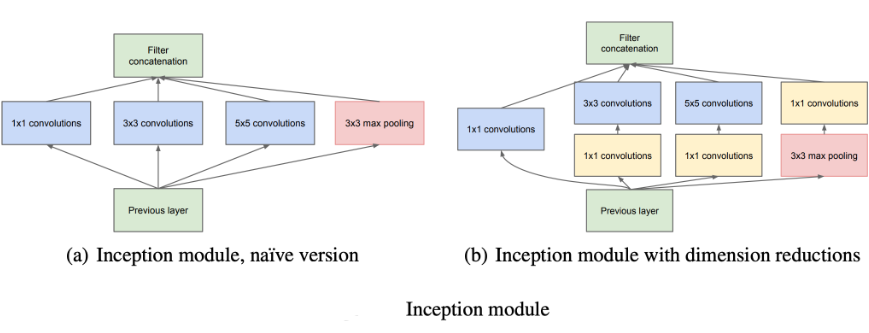 Filter
concatenation
1x1 convolutions
3x3 convolutions
5x5 convolutions
3x3 max pooling
Previous layer
(a) Inception module, naïve version
Filter
concatenation
3x3 convolutions
5x5 convolutions
1x1 convolutions
1x1 convolutions
1x1 convolutions
1x1 convolutions
3x3 max pooling
Previous layer
(b) Inception module with dimension reductions
Inception module